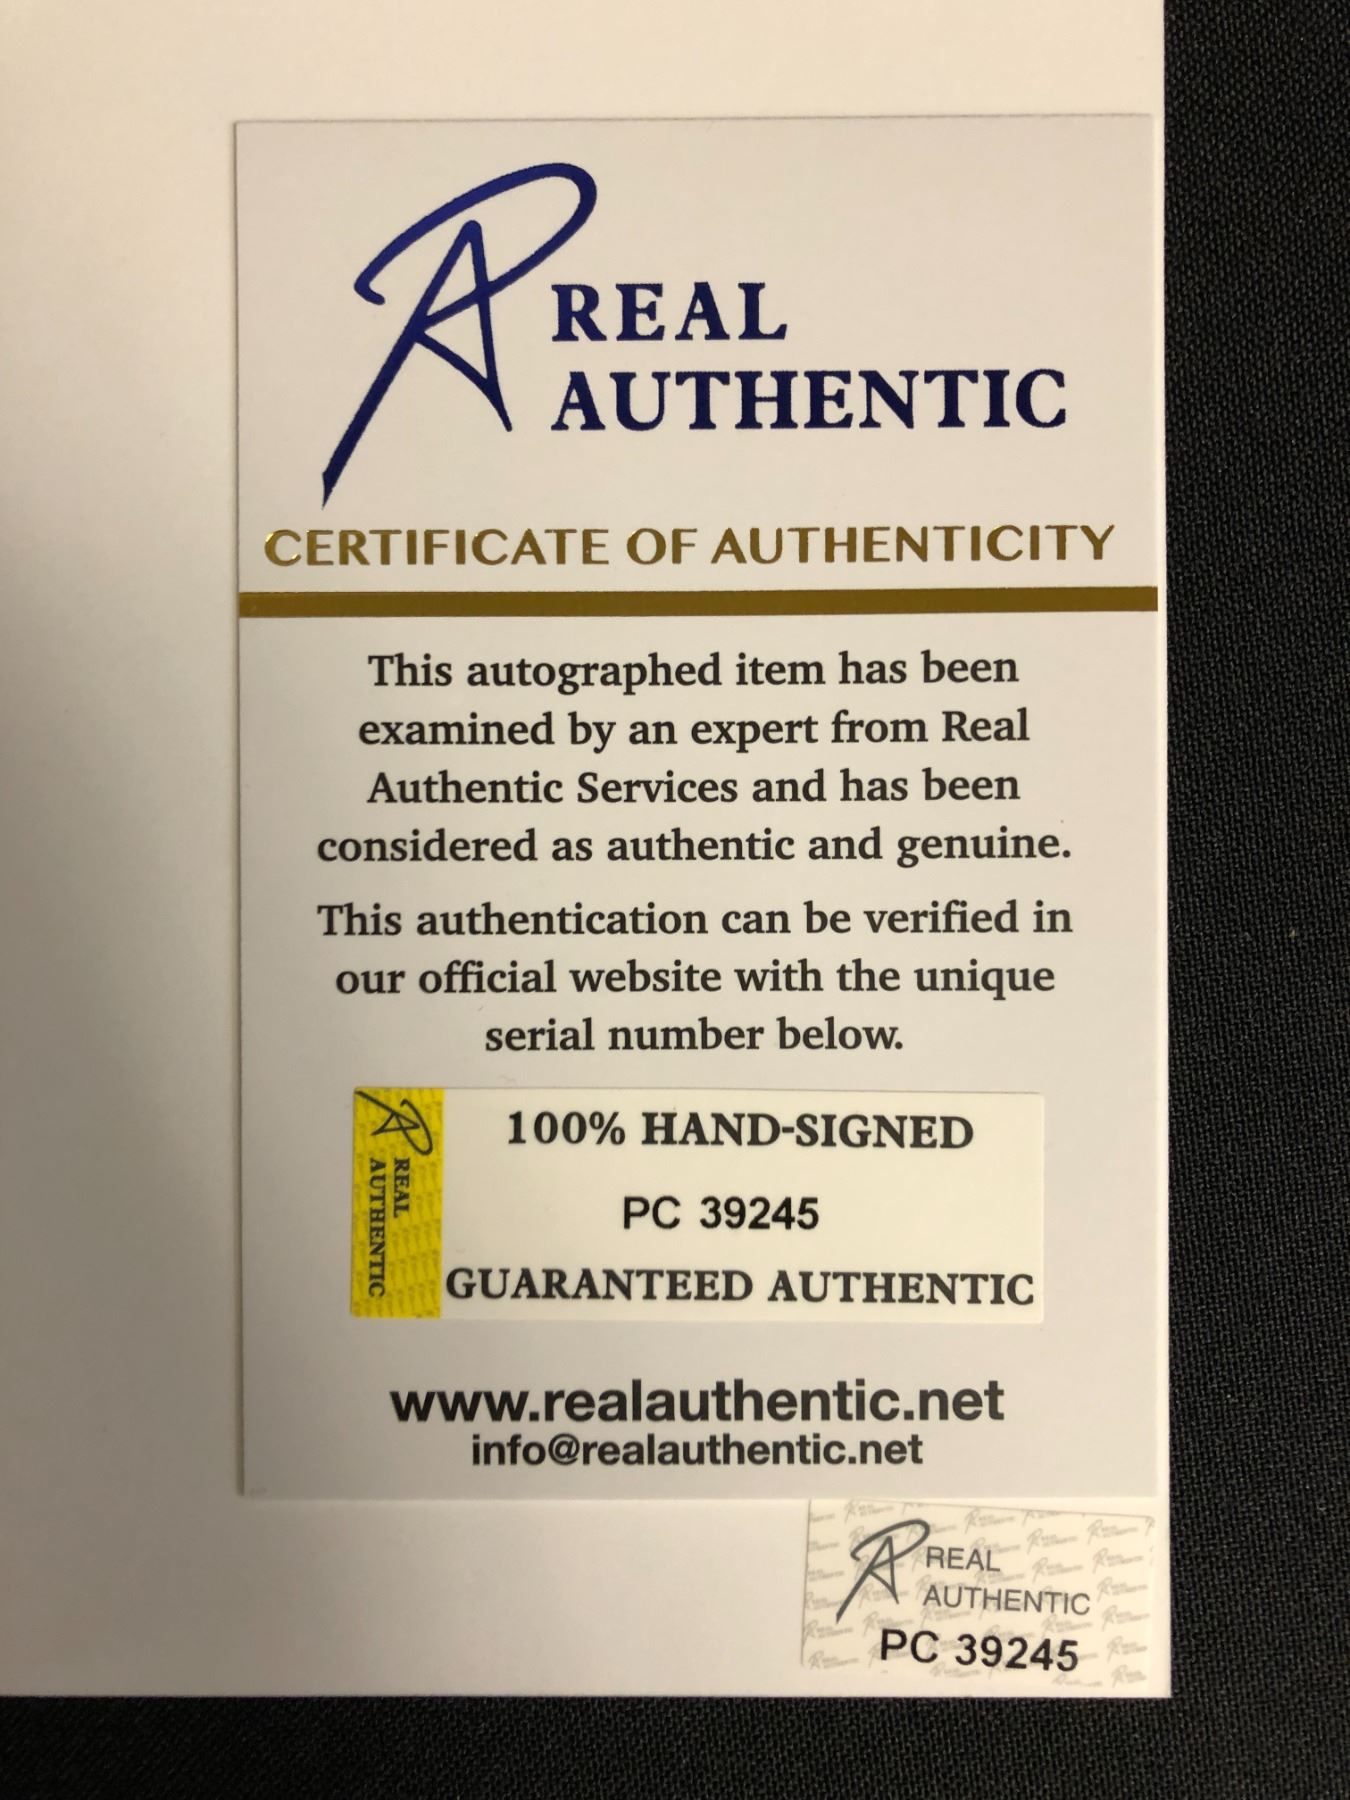 REAL
AUTHENTIC
CERTIFICATE OF AUTHENTICITY
This autographed item has been
examined by an expert from Real
Authentic Services and has been
considered as authentic and genuine.
This authentication can be verified in
our official website with the unique
serial number below.
REAL
AUTHENTIC
100% HAND-SIGNED
PC 39245
GUARANTEED AUTHENTIC
www.realauthentic.net
info@realauthentic.net
REAL
AUTHENTIC
PC 39245